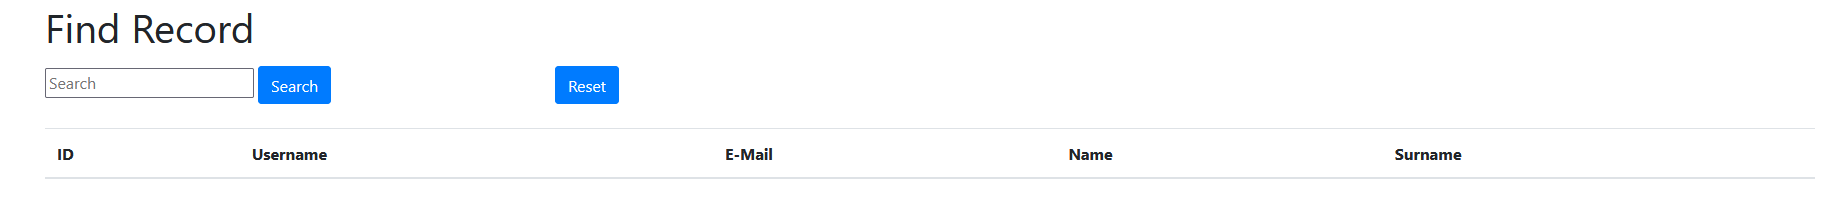 Find Record
Search Search Reset
ID Username E-Mail Name Surname